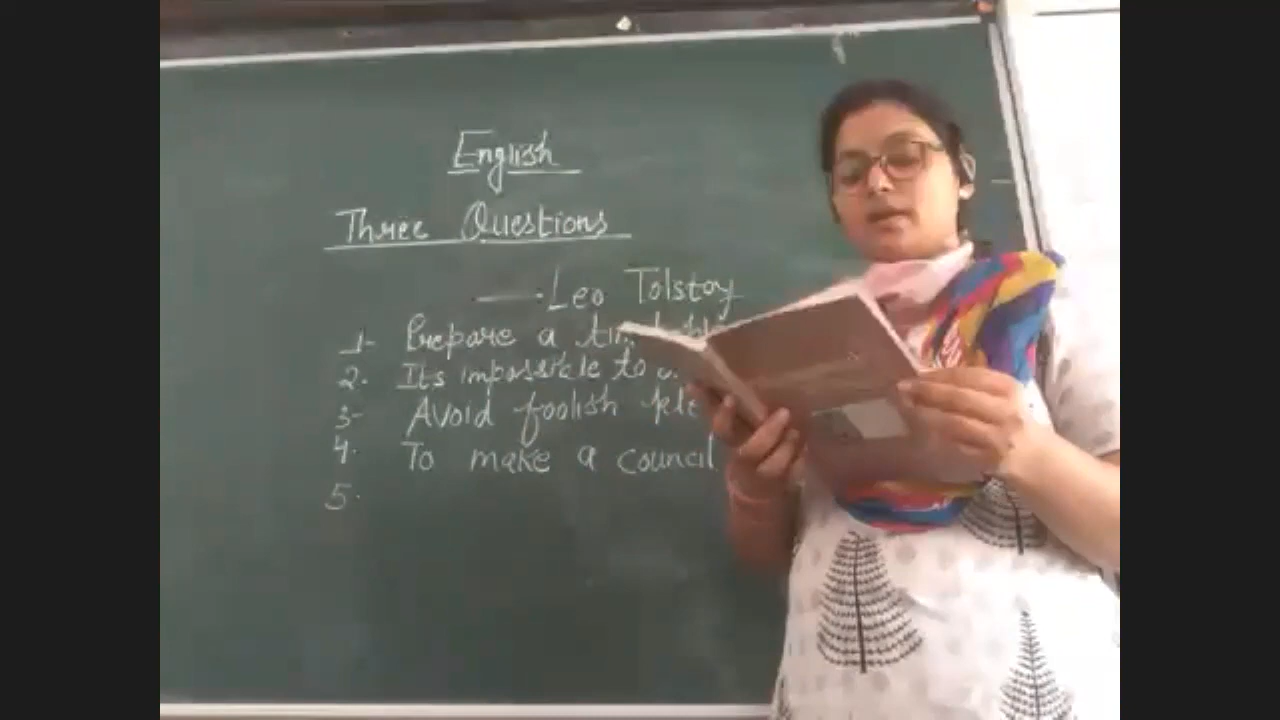 English
Three Questions
Leo Tolstoy
1- Prepare a
2. Its impossible to
3- Avoid foolish
4. To make a council
5.